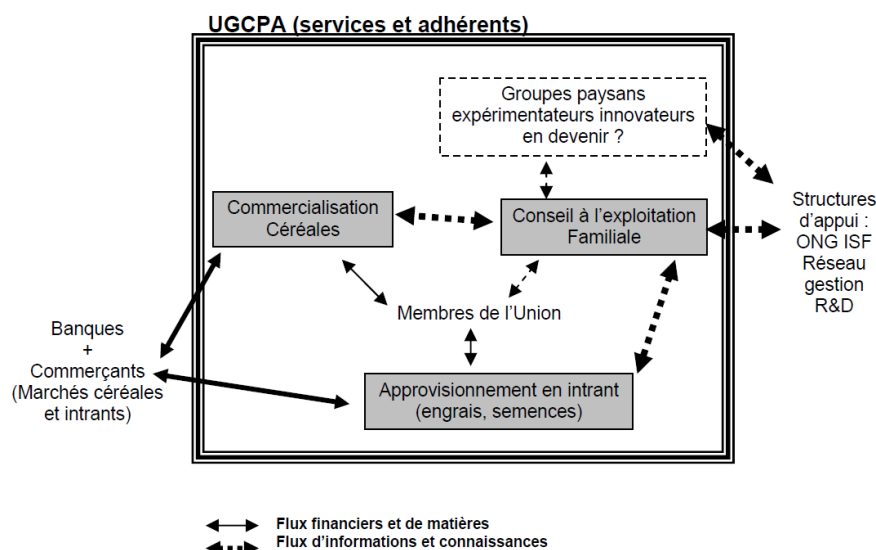 UGCPA (services et adhérents)
Groupes paysans
expérimentateurs innovateurs
en devenir ?
Commercialisation
Céréales
Conseil à l'exploitation
Familiale
Structures
d'appui :
ONG ISF
Réseau
gestion
R&D
Membres de l'Union
Banques
+
Commerçants
(Marchés céréales
et intrants)
Approvisionnement en intrant
(engrais, semences)
Flux financiers et de matières
Flux d'informations et connaissances